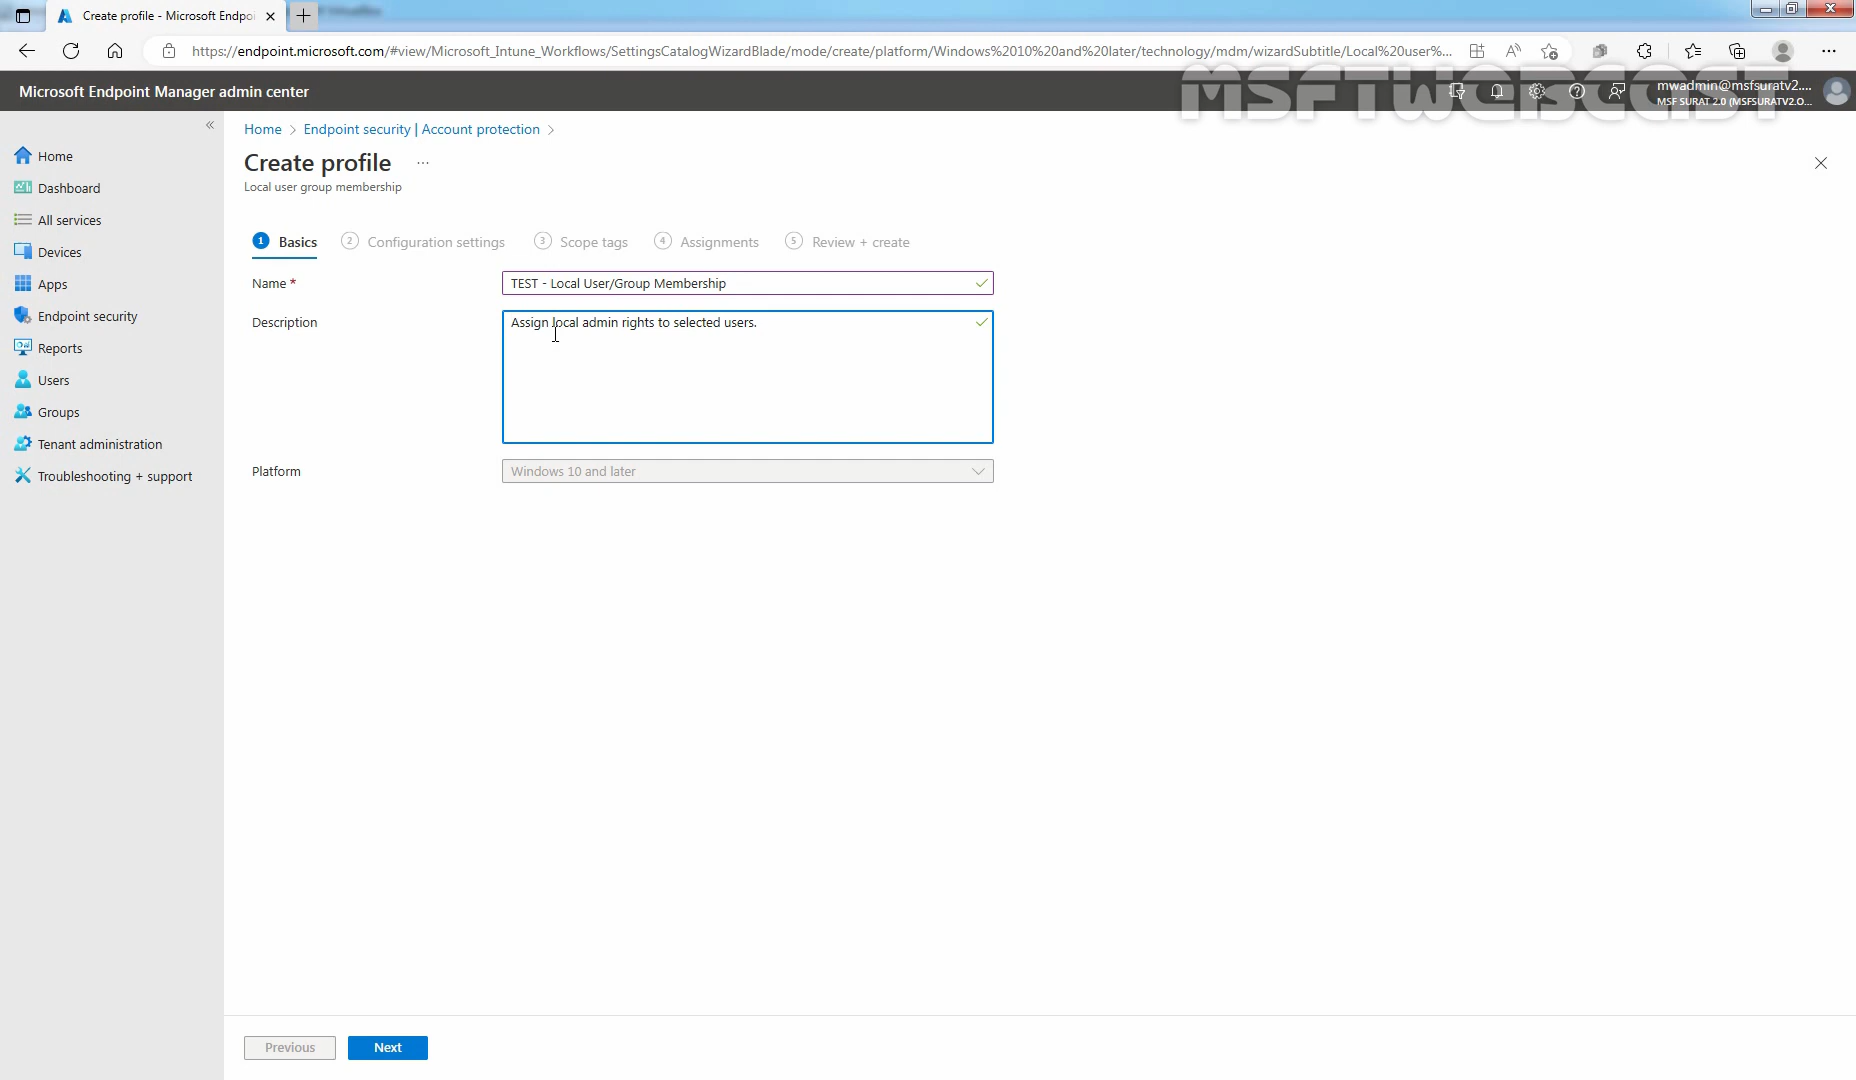 Create profile - Microsoft Endpoi
https://endpoint.microsoft.com/#view/Microsoft_Intune_Workflows/SettingsCatalogWizardBlade/mode/create/platform/Windows%2010%20and%20later/technology/mdm/wizardSubtitle/Local%20user%...
Microsoft Endpoint Manager admin center
MSFTWEBCAST
mwadmin@msfsuratv2....
MSF SURAT 2.0 (MSFSURATV2.O...
Home > Endpoint security | Account protection >
Create profile ...
Local user group membership
Home
Dashboard
All services
Devices
Apps
Endpoint security
Reports
Users
Groups
Tenant administration
Troubleshooting + support
1 Basics 2 Configuration settings 3 Scope tags 4 Assignments 5 Review + create
Name * TEST - Local User/Group Membership
Description Assign local admin rights to selected users.
Platform Windows 10 and later
Previous Next